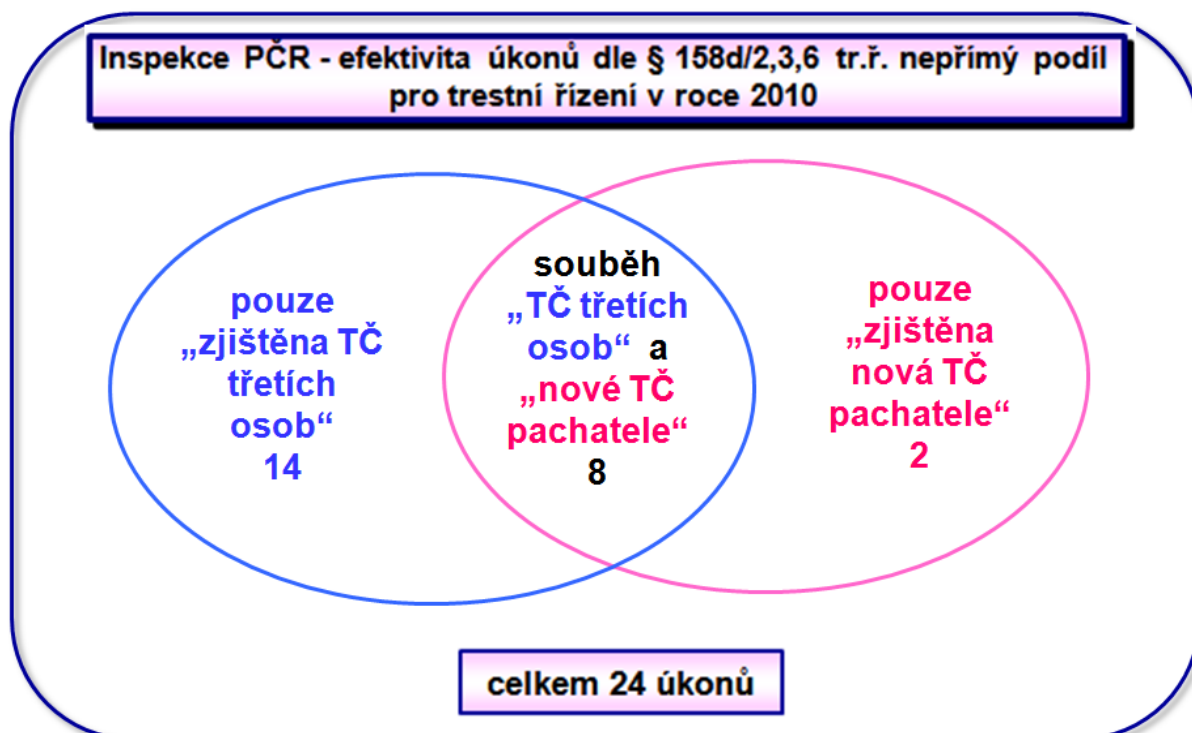 Inspekce PČR - efektivita úkonů dle § 158d/2,3,6 tr.ř. nepřímý podíl
pro trestní řízení v roce 2010
pouze
„zjištěna TČ
třetích
osob“
14
souběh
„TČ třetích
osob“ a
„nové TČ
pachatele“
8
pouze
„zjištěna
nová TČ
pachatele“
2
celkem 24 úkonů